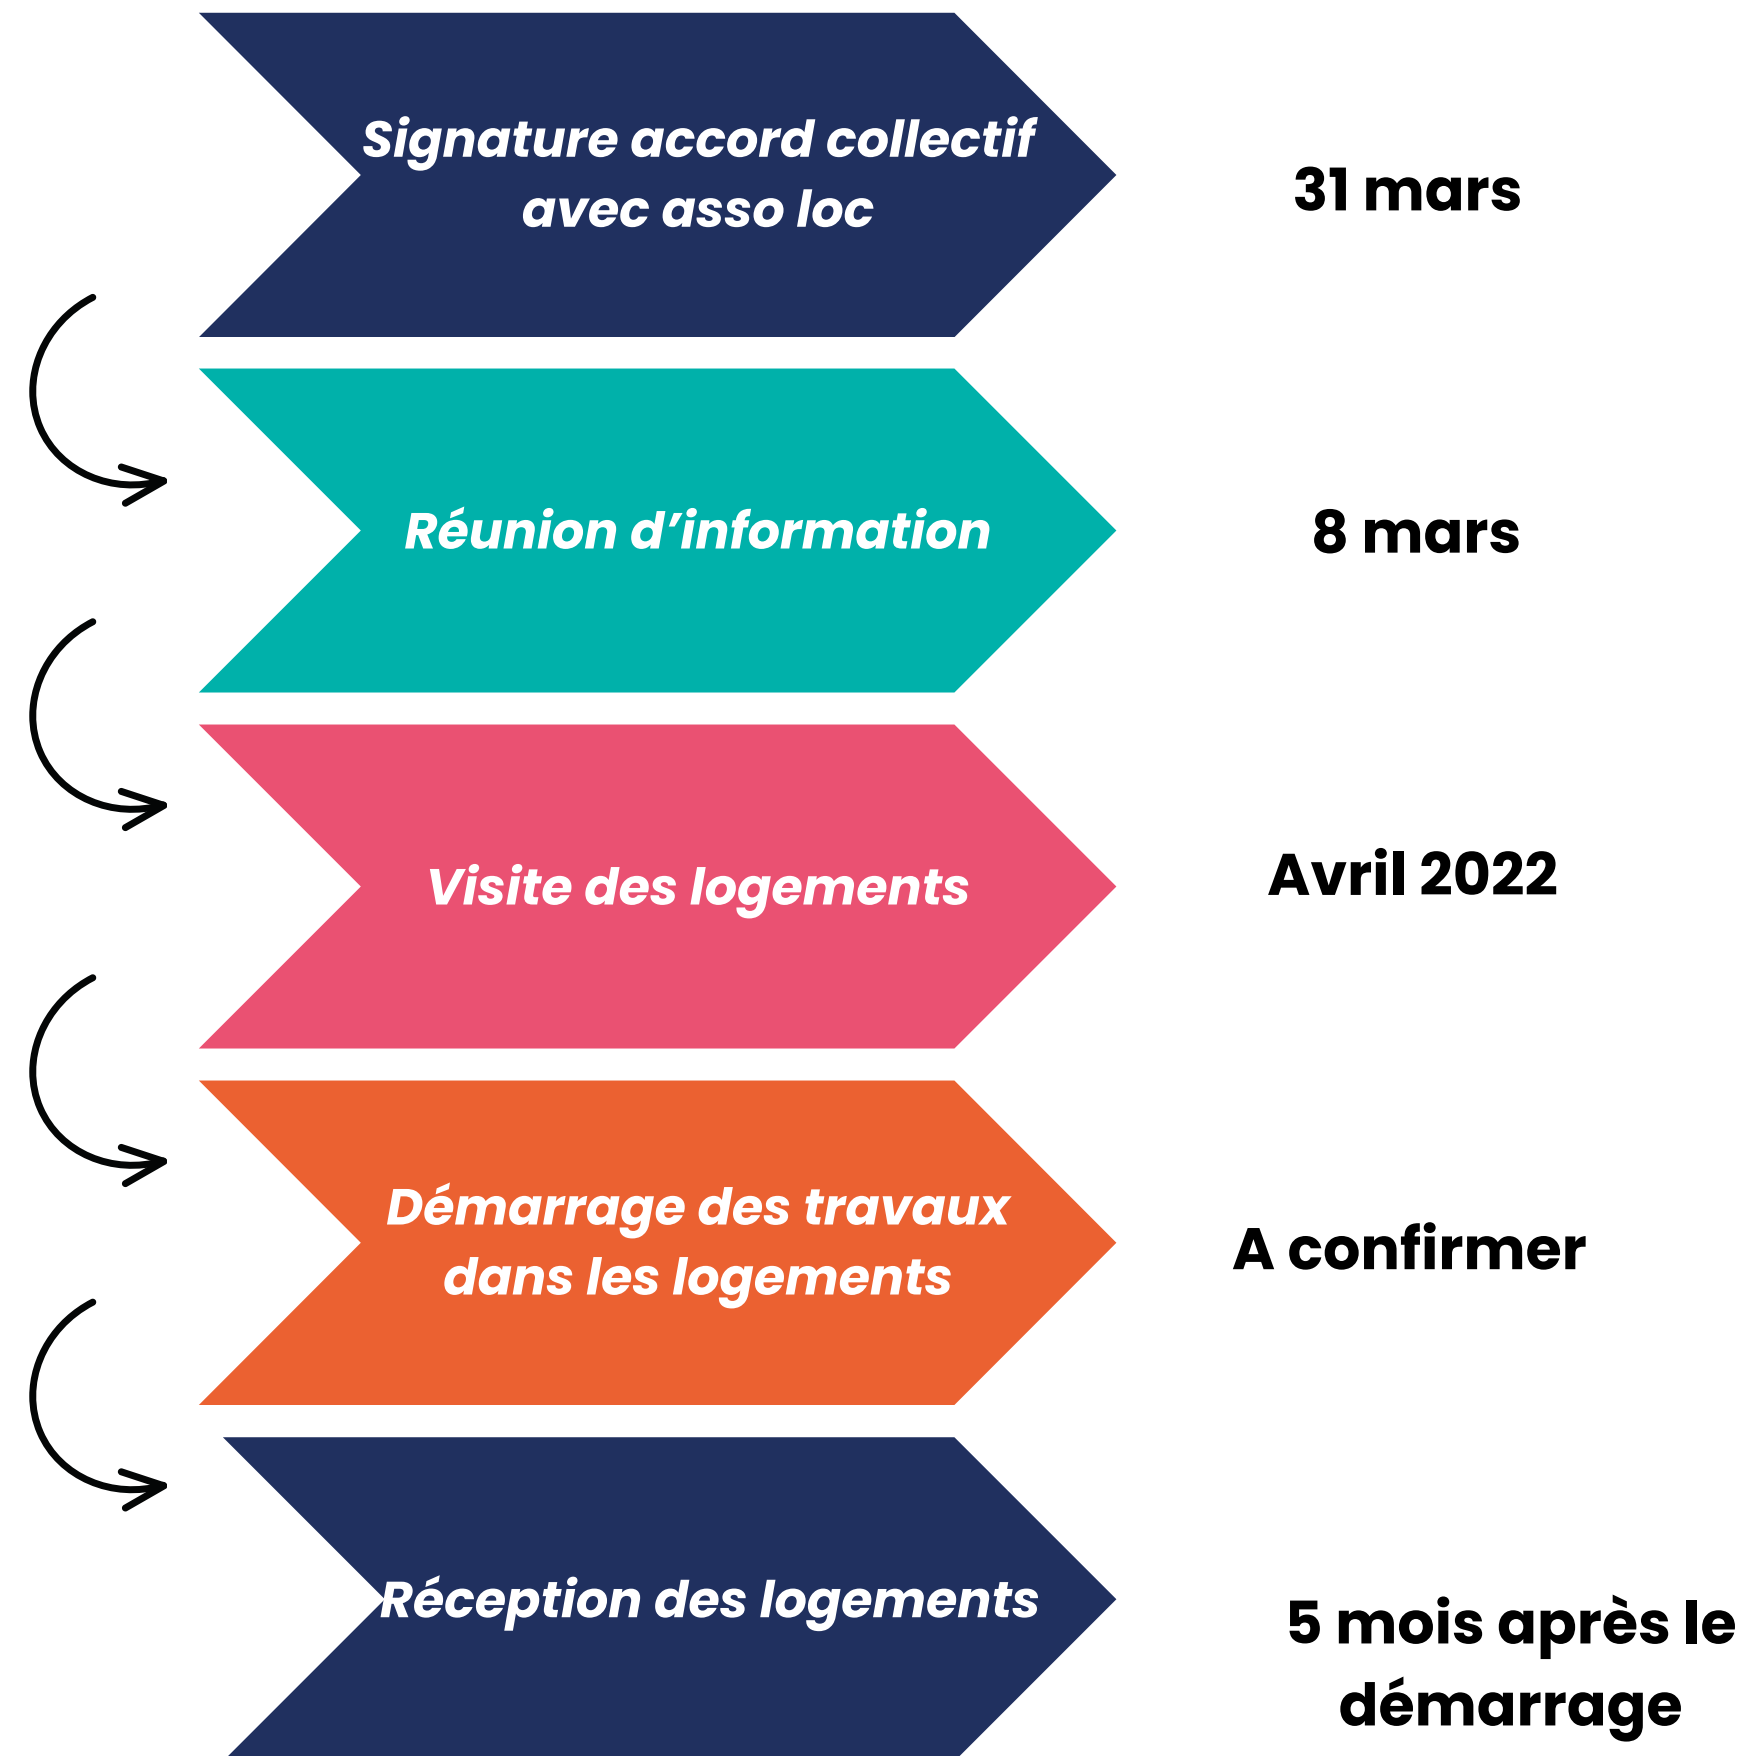 Signature accord collectif
avec asso loc
31 mars
Réunion d’information
8 mars
Visite des logements
Avril 2022
Démarrage des travaux
dans les logements
A confirmer
Réception des logements
5 mois après le
démarrage